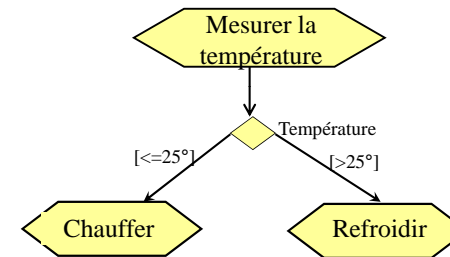 Mesurer la
température
Température
[<=25°]
[>25°]
Chauffer
Refroidir